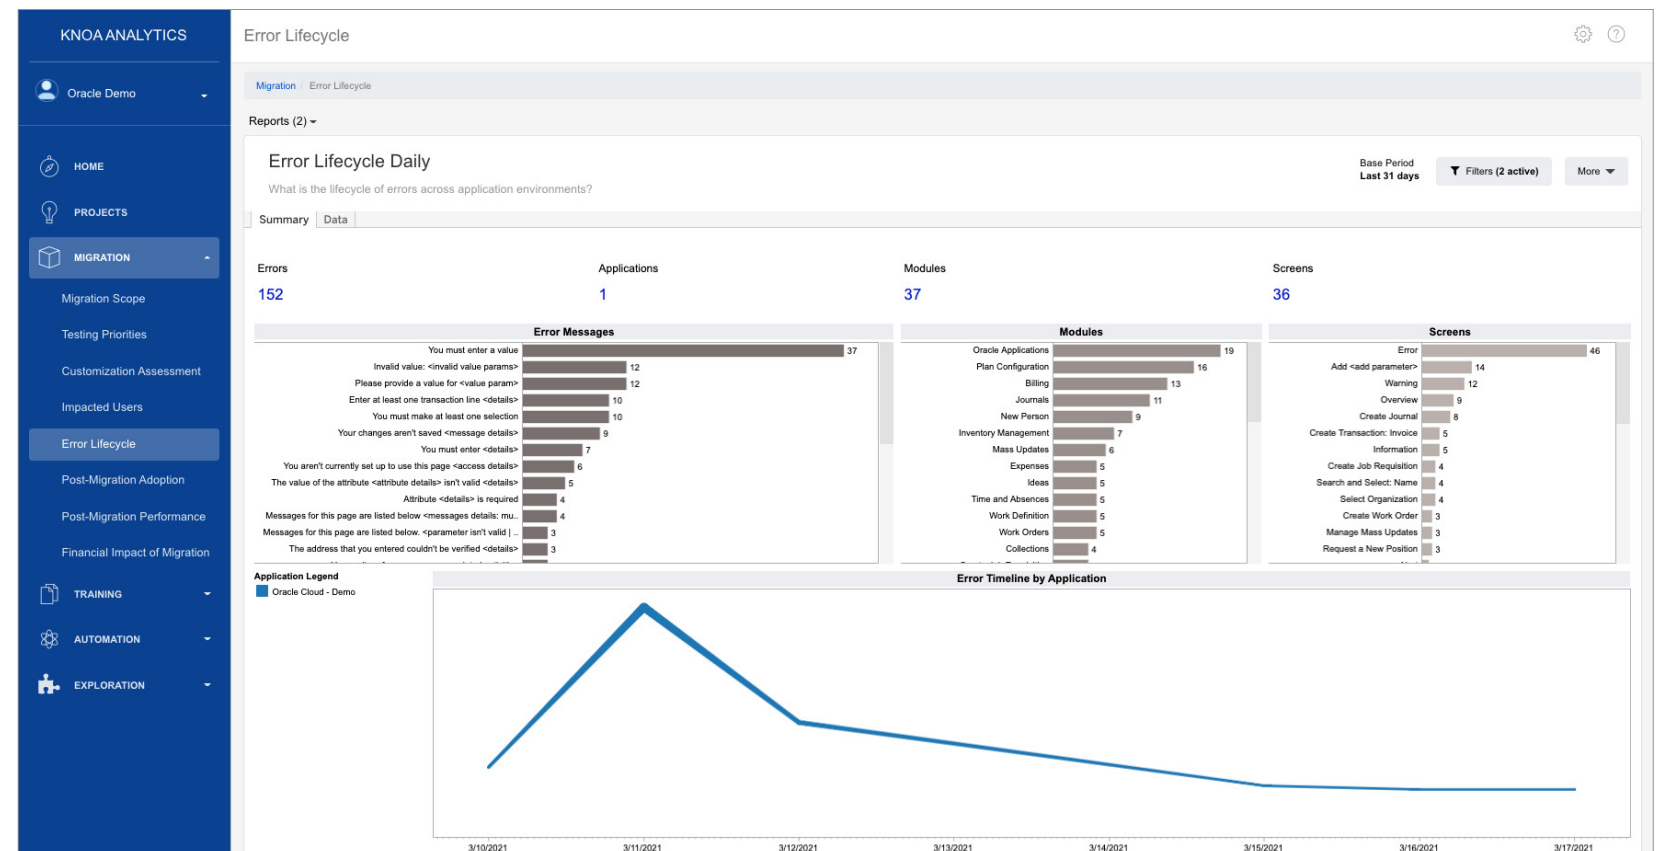 KNOA ANALYTICS
Error Lifecycle
Oracle Demo
HOME
PROJECTS
MIGRATION
Migration Scope
Testing Priorities
Customization Assessment
Impacted Users
Error Lifecycle
Post-Migration Adoption
Post-Migration Performance
Financial Impact of Migration
TRAINING
AUTOMATION
EXPLORATION
Migration / Error Lifecycle
Reports (2)
Error Lifecycle Daily
What is the lifecycle of errors across application environments?
Base Period
Last 31 days
Filters (2 active)
More
Summary Data
Errors Applications Modules Screens
152 1 37 36
Error Messages
You must enter a value 37
Invalid value: <invalid value params> 12
Please provide a value for <value param> 12
Enter at least one transaction line <details> 10
You must make at least one selection 10
Your changes aren't saved <message details> 9
You must enter <details> 7
You aren't currently set up to use this page <access details> 6
The value of the attribute <attribute details> isn't valid <details> 5
Attribute <details> is required 4
Messages for this page are listed below <messages details: mu.. 4
Messages for this page are listed below. <parameter isn't valid | .. 3
The address that you entered couldn't be verified <details> 3
Modules
Oracle Applications 19
Plan Configuration 16
Billing 13
Journals 11
New Person 9
Inventory Management 7
Mass Updates 6
Expenses 5
Ideas 5
Time and Absences 5
Work Definition 5
Work Orders 5
Collections 4
Screens
Error 46
Add <add parameter> 14
Warning 12
Overview 9
Create Journal 8
Create Transaction: Invoice 5
Information 5
Create Job Requisition 4
Search and Select: Name 4
Select Organization 4
Create Work Order 3
Manage Mass Updates 3
Request a New Position 3
Application Legend
Oracle Cloud - Demo
Error Timeline by Application
3/10/2021 3/11/2021 3/12/2021 3/13/2021 3/14/2021 3/15/2021 3/16/2021 3/17/2021